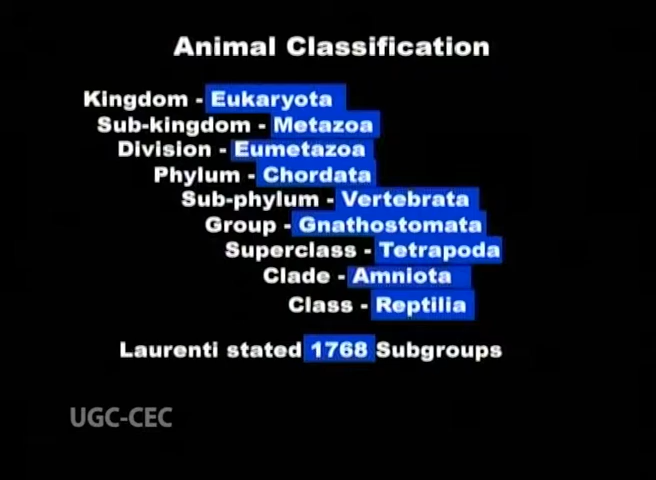 Animal Classification
Kingdom - Eukaryota
Sub-kingdom - Metazoa
Division - Eumetazoa
Phylum - Chordata
Sub-phylum - Vertebrata
Group - Gnathostomata
Superclass - Tetrapoda
Clade - Amniota
Class - Reptilia
Laurenti stated 1768 Subgroups
UGC-CEC